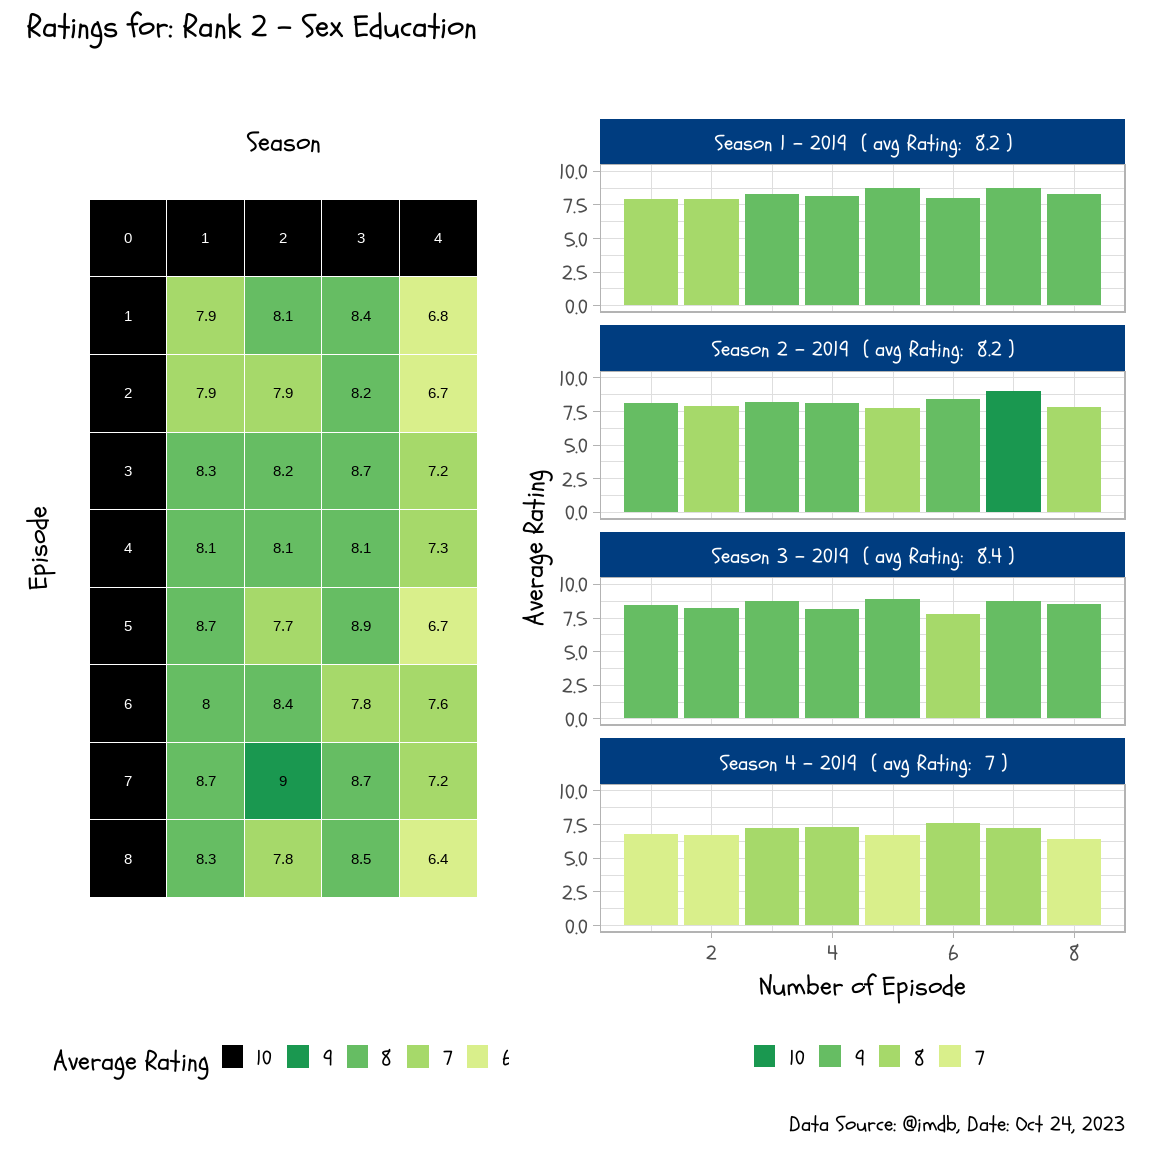 Ratings for: Rank 2 - Sex Education
Season
Episode
0 1 2 3 4
1 7.9 8.1 8.4 6.8
2 7.9 7.9 8.2 6.7
3 8.3 8.2 8.7 7.2
4 8.1 8.1 8.1 7.3
5 8.7 7.7 8.9 6.7
6 8 8.4 7.8 7.6
7 8.7 9 8.7 7.2
8 8.3 7.8 8.5 6.4
Average Rating 10 9 8 7 6
Average Rating
Season 1 - 2019 ( avg Rating: 8.2 )
10.0
7.5
5.0
2.5
0.0
Season 2 - 2019 ( avg Rating: 8.2 )
10.0
7.5
5.0
2.5
0.0
Season 3 - 2019 ( avg Rating: 8.4 )
10.0
7.5
5.0
2.5
0.0
Season 4 - 2019 ( avg Rating: 7 )
10.0
7.5
5.0
2.5
0.0
2 4 6 8
Number of Episode
10 9 8 7
Data Source: @imdb, Date: Oct 24, 2023